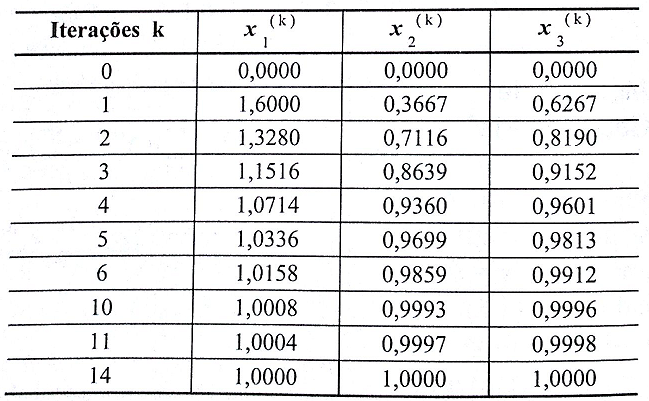 Iterações k x₁⁽ᵏ⁾ x₂⁽ᵏ⁾ x₃⁽ᵏ⁾
0 0,0000 0,0000 0,0000
1 1,6000 0,3667 0,6267
2 1,3280 0,7116 0,8190
3 1,1516 0,8639 0,9152
4 1,0714 0,9360 0,9601
5 1,0336 0,9699 0,9813
6 1,0158 0,9859 0,9912
10 1,0008 0,9993 0,9996
11 1,0004 0,9997 0,9998
14 1,0000 1,0000 1,0000